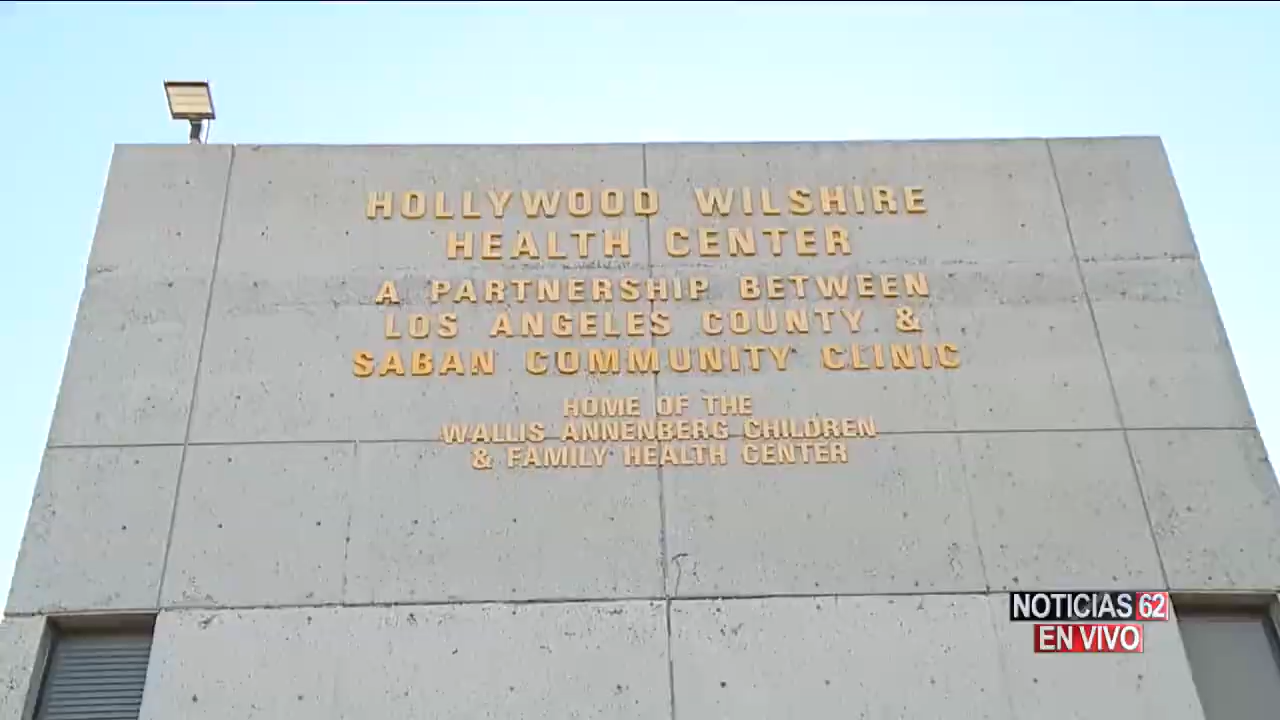 HOLLYWOOD WILSHIRE
HEALTH CENTER
A PARTNERSHIP BETWEEN
LOS ANGELES COUNTY &
SABAN COMMUNITY CLINIC
HOME OF THE
WALLIS ANNENBERG CHILDREN
& FAMILY HEALTH CENTER
NOTICIAS 62
EN VIVO